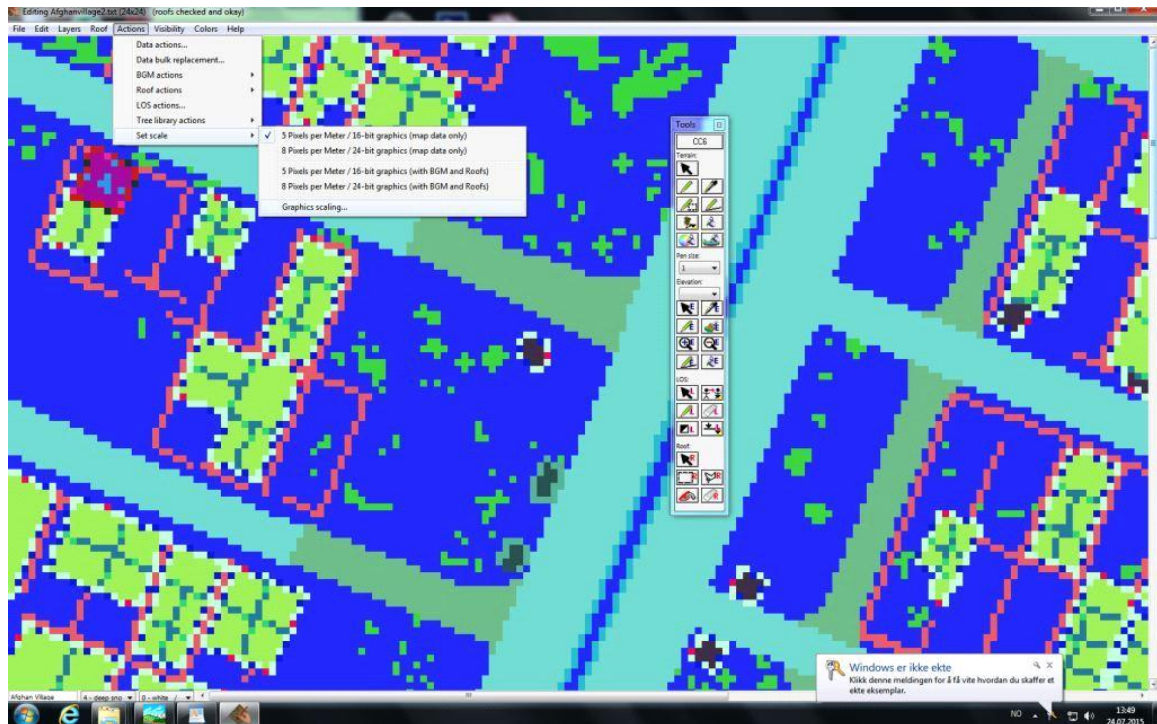 Editing Afghanvillage2.txt (24x24) (roofs checked and okay)
File Edit Layers Roof Actions Visibility Colors Help
Data actions...
Data bulk replacement...
BGM actions
Roof actions
LOS actions...
Tree library actions
Set scale
5 Pixels per Meter / 16-bit graphics (map data only)
8 Pixels per Meter / 24-bit graphics (map data only)
5 Pixels per Meter / 16-bit graphics (with BGM and Roofs)
8 Pixels per Meter / 24-bit graphics (with BGM and Roofs)
Graphics scaling...
Tools
CC6
Terrain:
Pen size:
1
Elevation:
E E
E E
E E
E E
LOS:
L
L L
L L
Roof:
R
R R
R
Windows er ikke ekte
Klikk denne meldingen for å få vite hvordan du skaffer et
ekte eksemplar.
Afghan Village 4 - deep sno 0 - white /
NO 13:49
24.07.2015